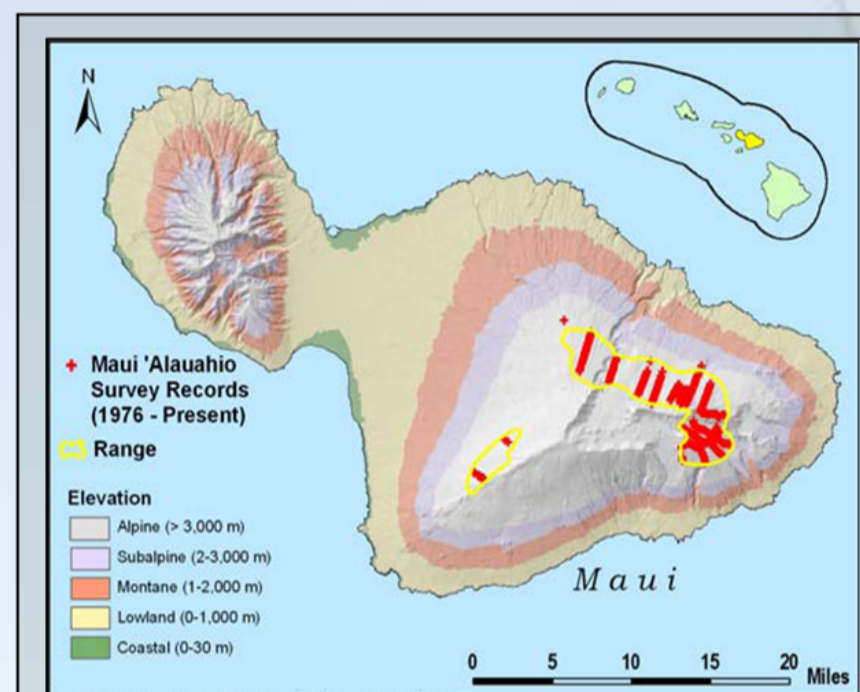 N
+ Maui 'Alauahio
Survey Records
(1976 - Present)
Range
Elevation
Alpine (> 3,000 m)
Subalpine (2-3,000 m)
Montane (1-2,000 m)
Lowland (0-1,000 m)
Coastal (0-30 m)
Maui
0 5 10 15 20
Miles